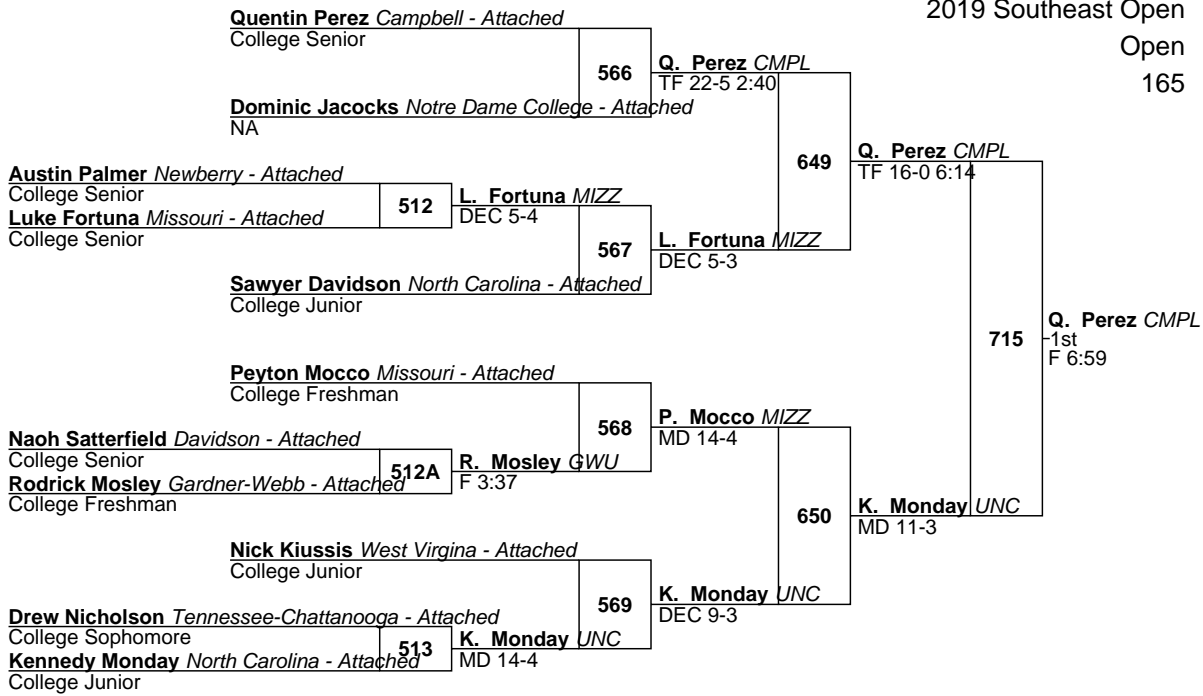 2019 Southeast Open
Open
165
Quentin Perez Campbell - Attached
College Senior
566
Q. Perez CMPL
TF 22-5 2:40
Dominic Jacocks Notre Dame College - Attached
NA
649
Q. Perez CMPL
TF 16-0 6:14
Austin Palmer Newberry - Attached
College Senior
512
L. Fortuna MIZZ
DEC 5-4
Luke Fortuna Missouri - Attached
College Senior
567
L. Fortuna MIZZ
DEC 5-3
Sawyer Davidson North Carolina - Attached
College Junior
715
Q. Perez CMPL
1st
F 6:59
Peyton Mocco Missouri - Attached
College Freshman
568
P. Mocco MIZZ
MD 14-4
Naoh Satterfield Davidson - Attached
College Senior
512A
R. Mosley GWU
F 3:37
Rodrick Mosley Gardner-Webb - Attached
College Freshman
650
K. Monday UNC
MD 11-3
Nick Kiussis West Virgina - Attached
College Junior
569
K. Monday UNC
DEC 9-3
Drew Nicholson Tennessee-Chattanooga - Attached
College Sophomore
513
K. Monday UNC
MD 14-4
Kennedy Monday North Carolina - Attached
College Junior